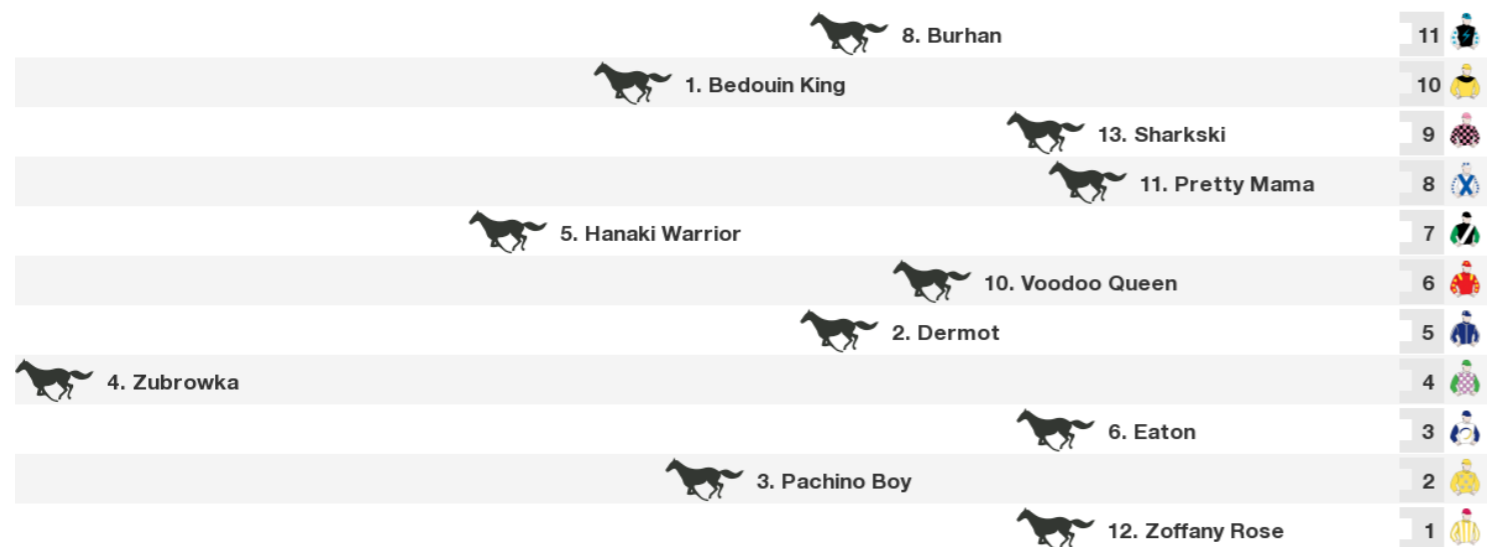 8. Burhan 11
1. Bedouin King 10
13. Sharkski 9
11. Pretty Mama 8
5. Hanaki Warrior 7
10. Voodoo Queen 6
2. Dermot 5
4. Zubrowka 4
6. Eaton 3
3. Pachino Boy 2
12. Zoffany Rose 1